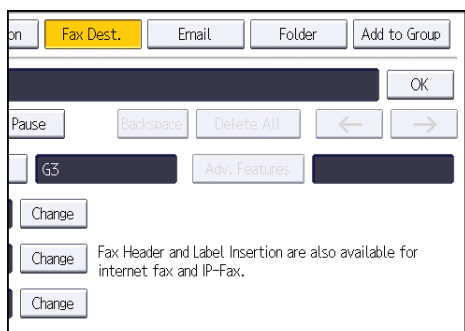 on Fax Dest. Email Folder Add to Group
OK
Pause Backspace Delete All ← →
G3 Adv. Features
Change
Change Fax Header and Label Insertion are also available for
internet fax and IP-Fax.
Change